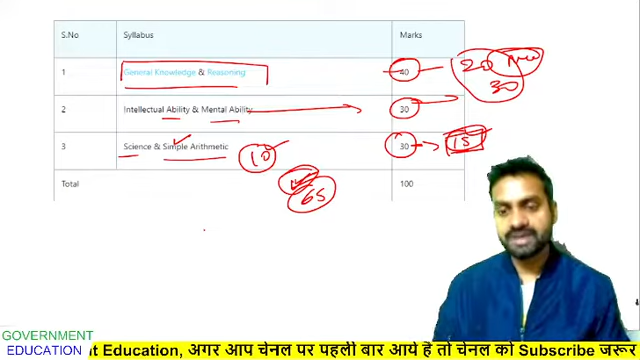 S.No Syllabus Marks
1 General Knowledge & Reasoning 40 20 30
2 Intellectual Ability & Mental Ability 30
3 Science & Simple Arithmetic 10 30 15
65
Total 100
GOVERNMENT
EDUCATION
nt Education, अगर आप चेनल पर पहली बार आये है तो चेनल को Subscribe जरूर